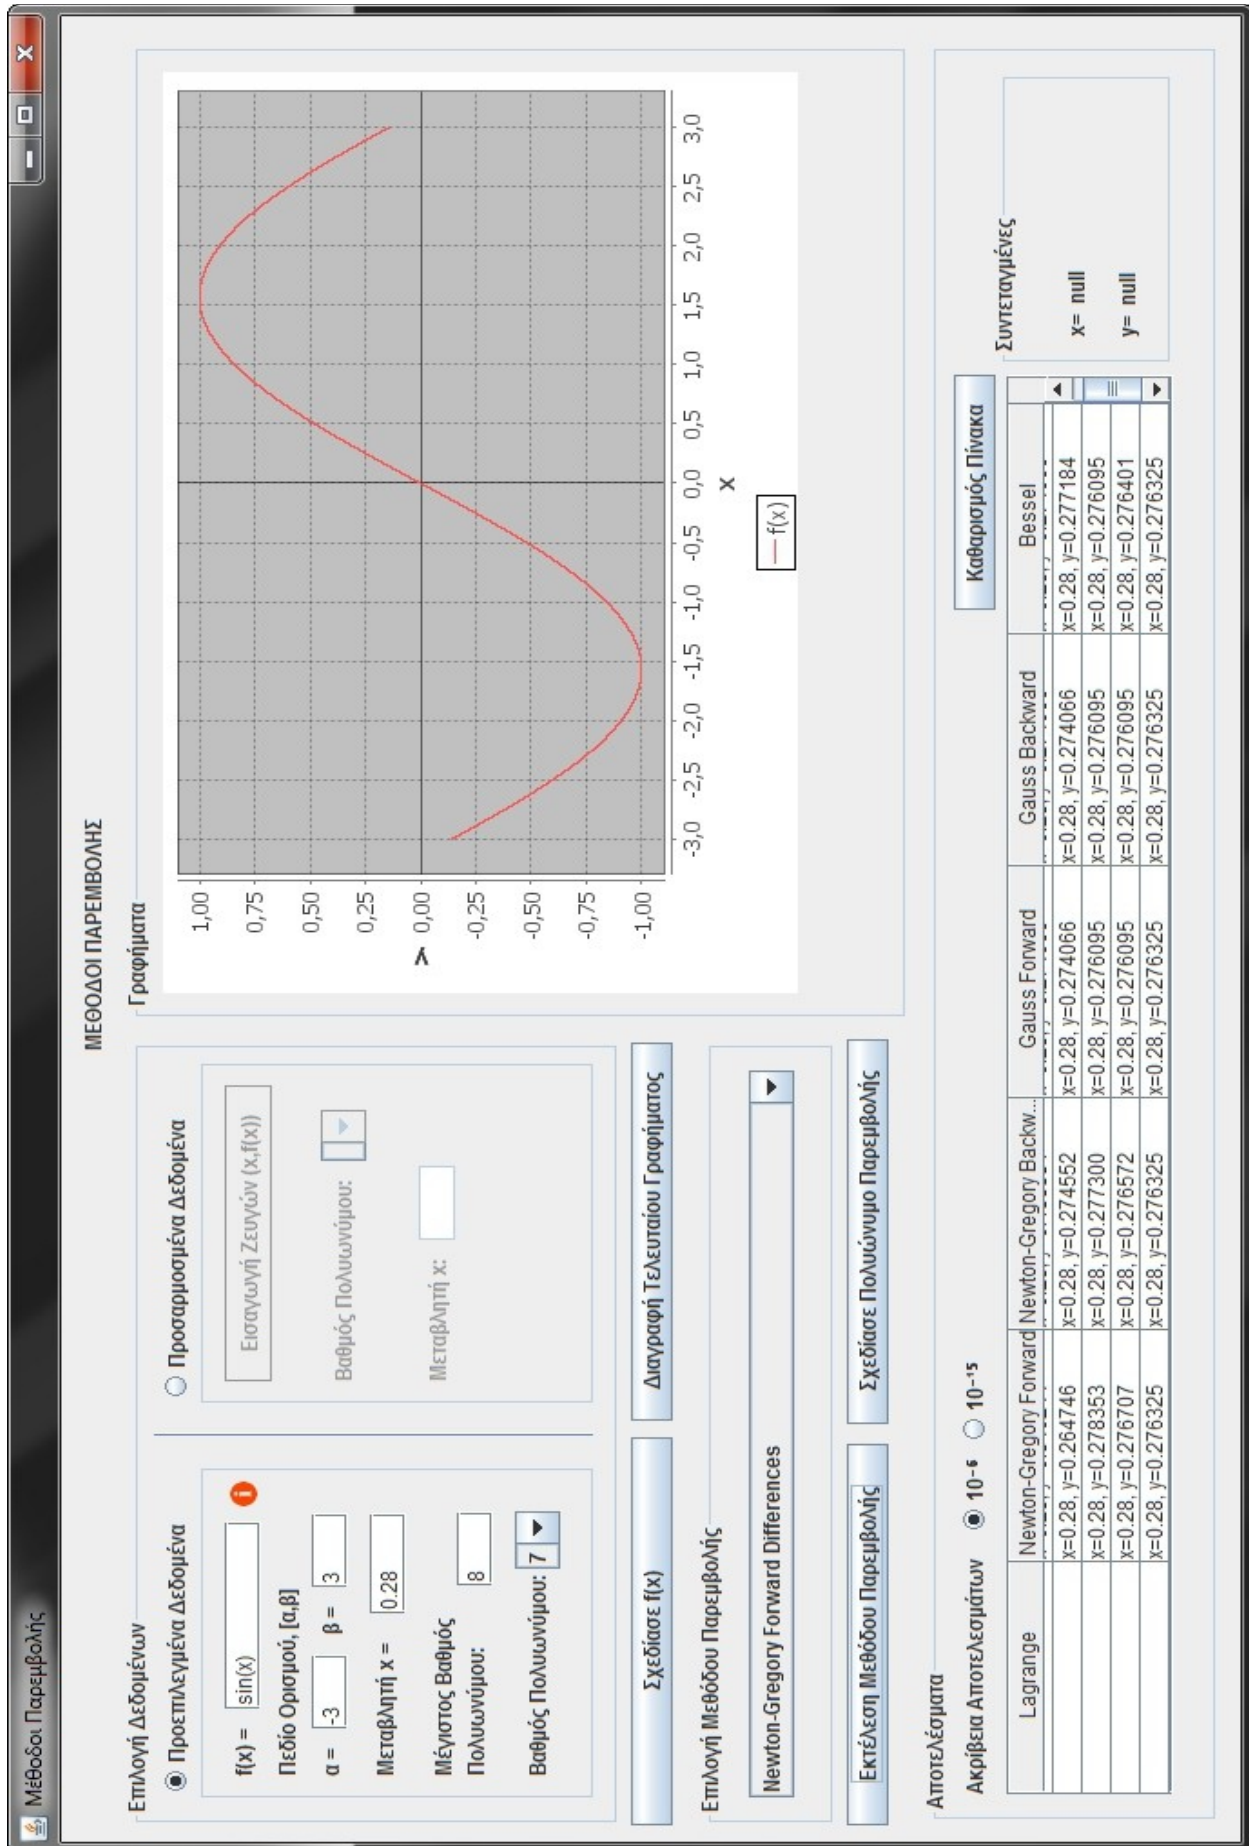 Μέθοδοι Παρεμβολής
ΜΕΘΟΔΟΙ ΠΑΡΕΜΒΟΛΗΣ
Επιλογή Δεδομένων
Προεπιλεγμένα Δεδομένα
f(x) = sin(x)
Πεδίο Ορισμού, [α,β]
α = -3 β = 3
Μεταβλητή x = 0.28
Μέγιστος Βαθμός
Πολυωνύμου: 8
Βαθμός Πολυωνύμου: 7
Προσαρμοσμένα Δεδομένα
Εισαγωγή Ζευγών (x,f(x))
Βαθμός Πολυωνύμου:
Μεταβλητή x:
Σχεδίασε f(x)
Διαγραφή Τελευταίου Γραφήματος
Επιλογή Μεθόδου Παρεμβολής
Newton-Gregory Forward Differences
Εκτέλεση Μεθόδου Παρεμβολής
Σχεδίασε Πολυώνυμο Παρεμβολής
Γραφήματα
1,00
0,75
0,50
0,25
0,00
-0,25
-0,50
-0,75
-1,00
y
-3,0 -2,5 -2,0 -1,5 -1,0 -0,5 0,0 0,5 1,0 1,5 2,0 2,5 3,0
x
f(x)
Αποτελέσματα
Ακρίβεια Αποτελεσμάτων 10⁻⁶ 10⁻¹⁵
Καθαρισμός Πίνακα
Lagrange Newton-Gregory Forward Newton-Gregory Backw... Gauss Forward Gauss Backward Bessel
x=0.28, y=0.264746 x=0.28, y=0.274552 x=0.28, y=0.274066 x=0.28, y=0.274066 x=0.28, y=0.277184
x=0.28, y=0.278353 x=0.28, y=0.277300 x=0.28, y=0.276095 x=0.28, y=0.276095 x=0.28, y=0.276095
x=0.28, y=0.276707 x=0.28, y=0.276572 x=0.28, y=0.276095 x=0.28, y=0.276095 x=0.28, y=0.276401
x=0.28, y=0.276325 x=0.28, y=0.276325 x=0.28, y=0.276325 x=0.28, y=0.276325 x=0.28, y=0.276325
Συντεταγμένες
x= null
y= null